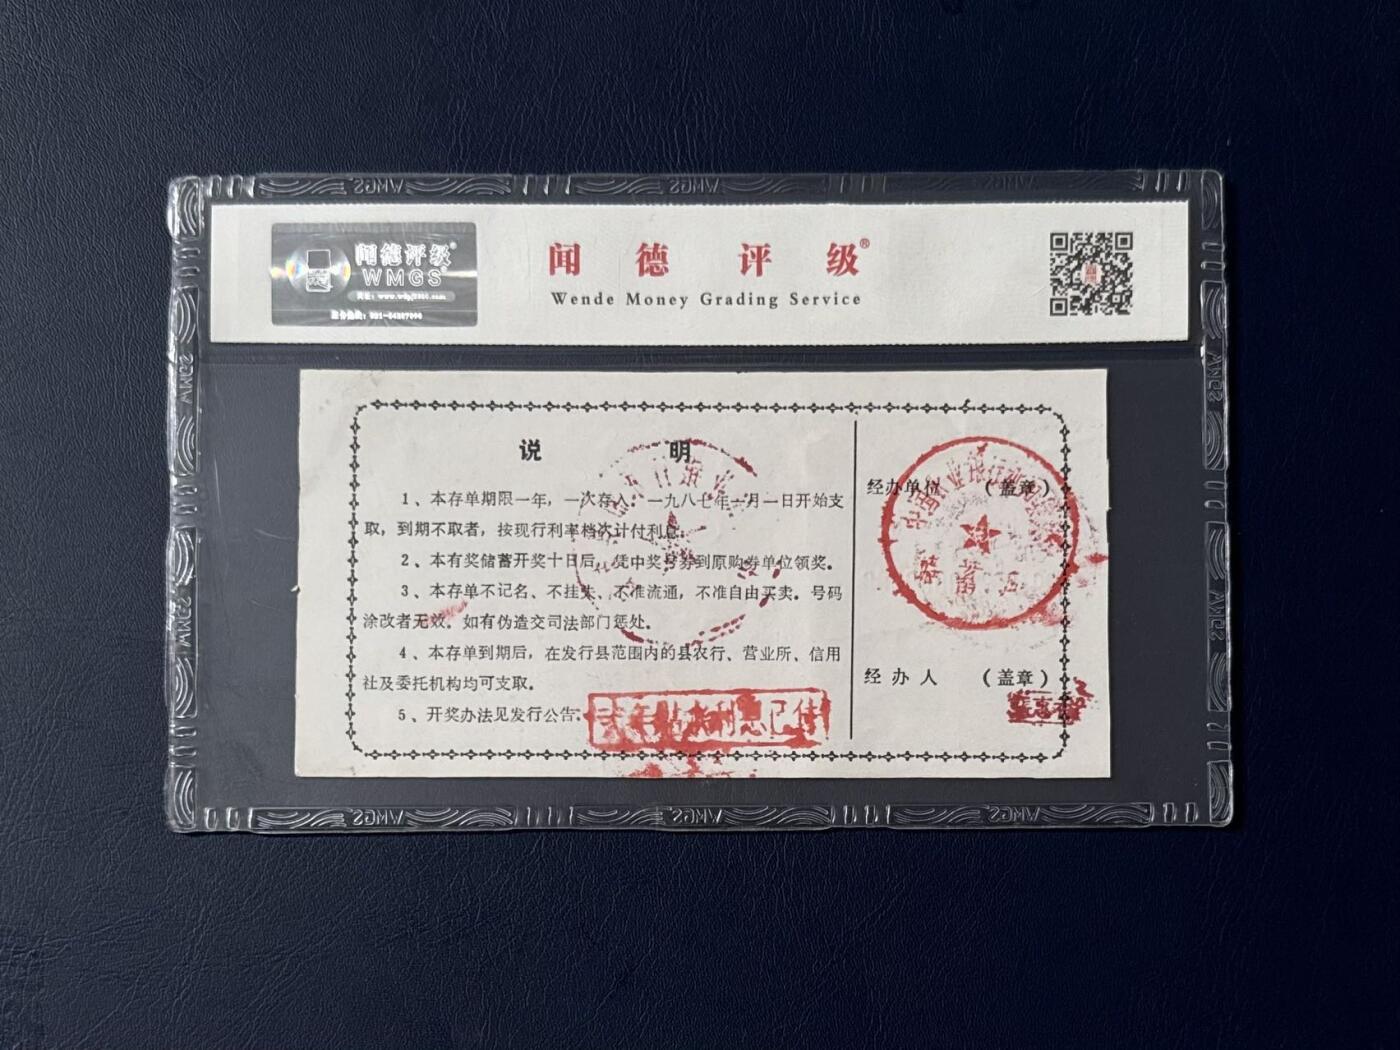 闻德评级®
WMGS
闻德评级®
Wende Money Grading Service
说明
1、本存单期限一年，一次存入，一九八七年一月一日开始支
取，到期不取者，按现行利率档次计付利息。
2、本有奖储蓄开奖十日后，凭中奖号券到原购券单位领奖。
3、本存单不记名、不挂失、不准流通，不准自由买卖。号码
涂改者无效。如有伪造交司法部门惩处。
4、本存单到期后，在发行县范围内的县农行、营业所、信用
社及委托机构均可支取。
5、开奖办法见发行公告。
经办单位（盖章）
经办人（盖章）
WMGS